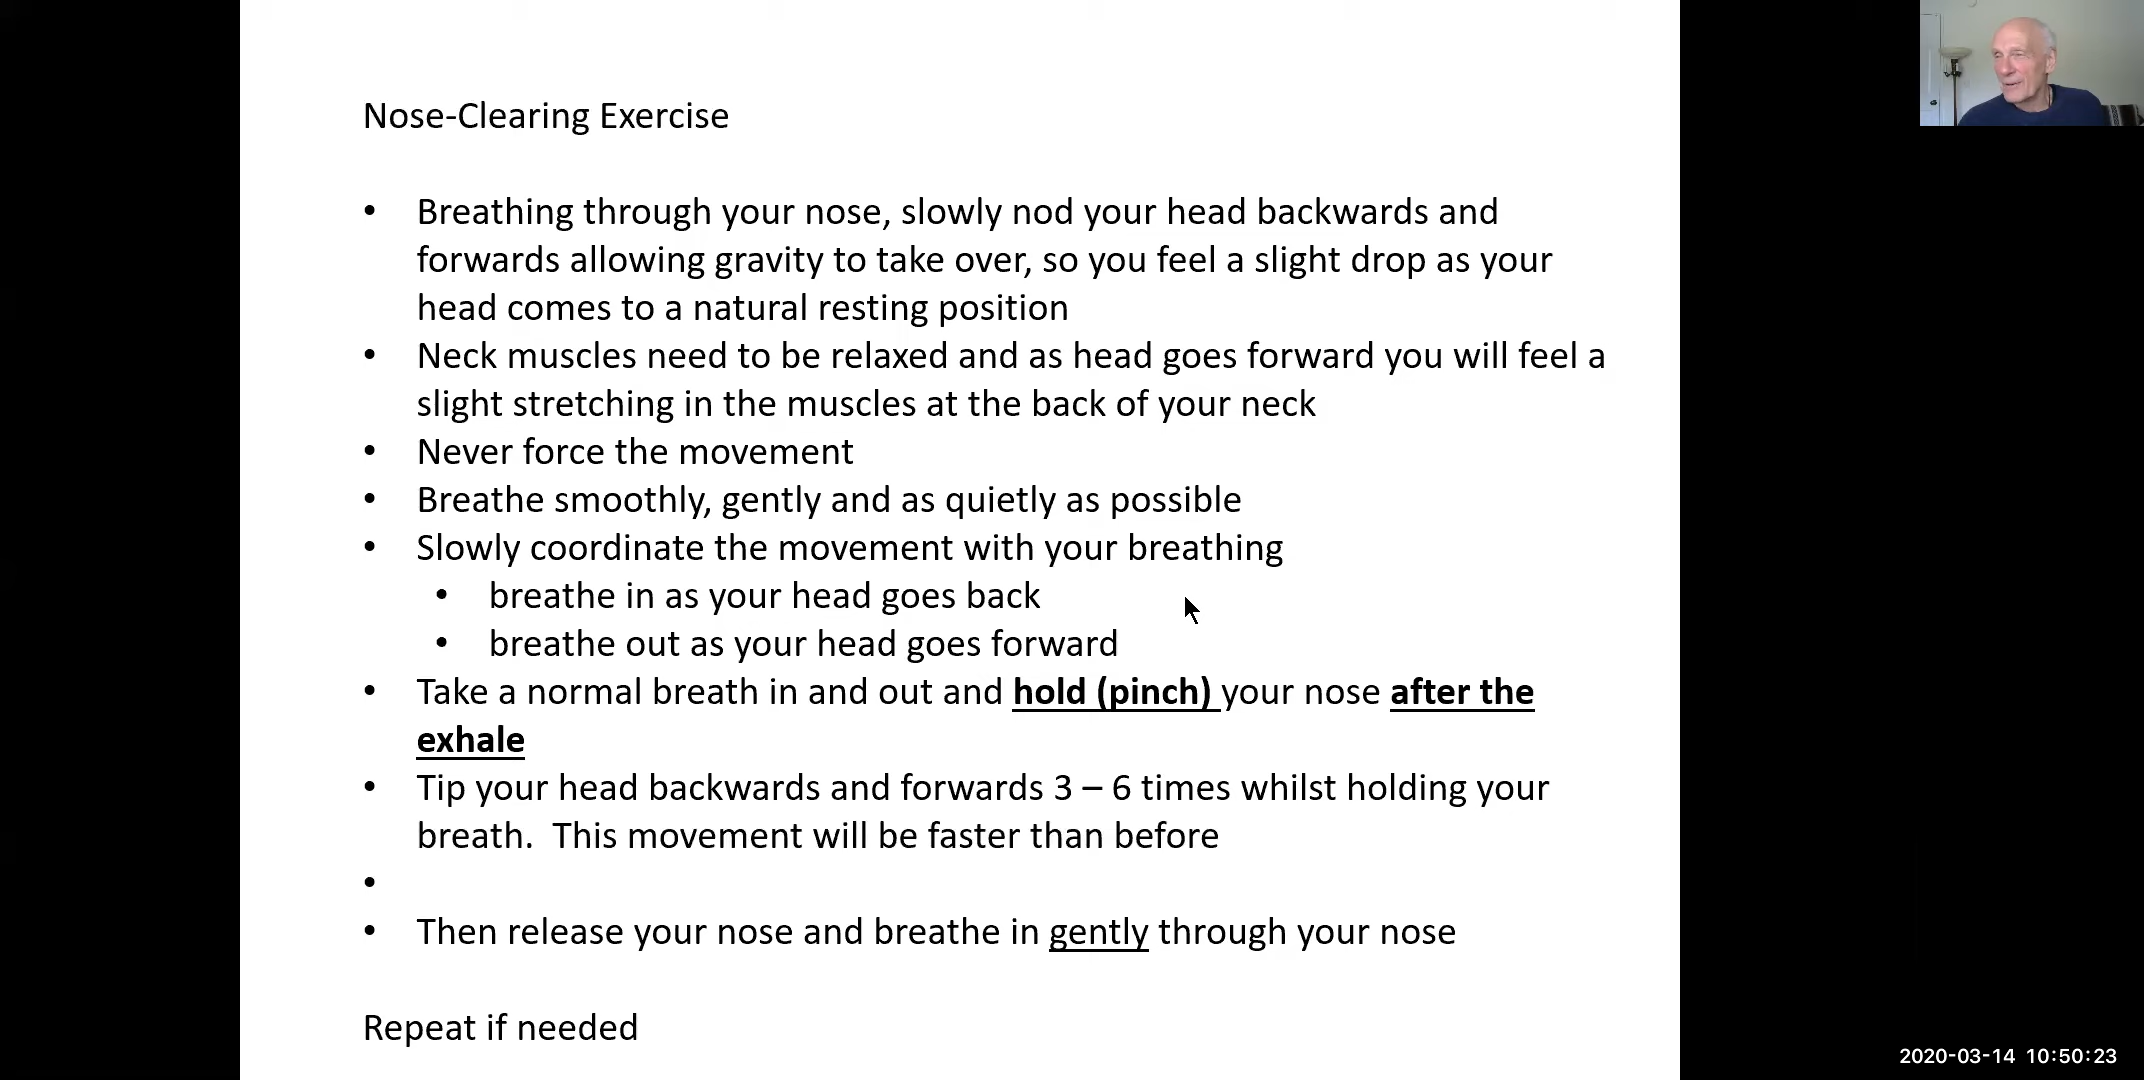 Nose-Clearing Exercise
• Breathing through your nose, slowly nod your head backwards and
forwards allowing gravity to take over, so you feel a slight drop as your
head comes to a natural resting position
• Neck muscles need to be relaxed and as head goes forward you will feel a
slight stretching in the muscles at the back of your neck
• Never force the movement
• Breathe smoothly, gently and as quietly as possible
• Slowly coordinate the movement with your breathing
• breathe in as your head goes back
• breathe out as your head goes forward
• Take a normal breath in and out and hold (pinch) your nose after the
exhale
• Tip your head backwards and forwards 3 – 6 times whilst holding your
breath.  This movement will be faster than before
•
• Then release your nose and breathe in gently through your nose
Repeat if needed
2020-03-14 10:50:23